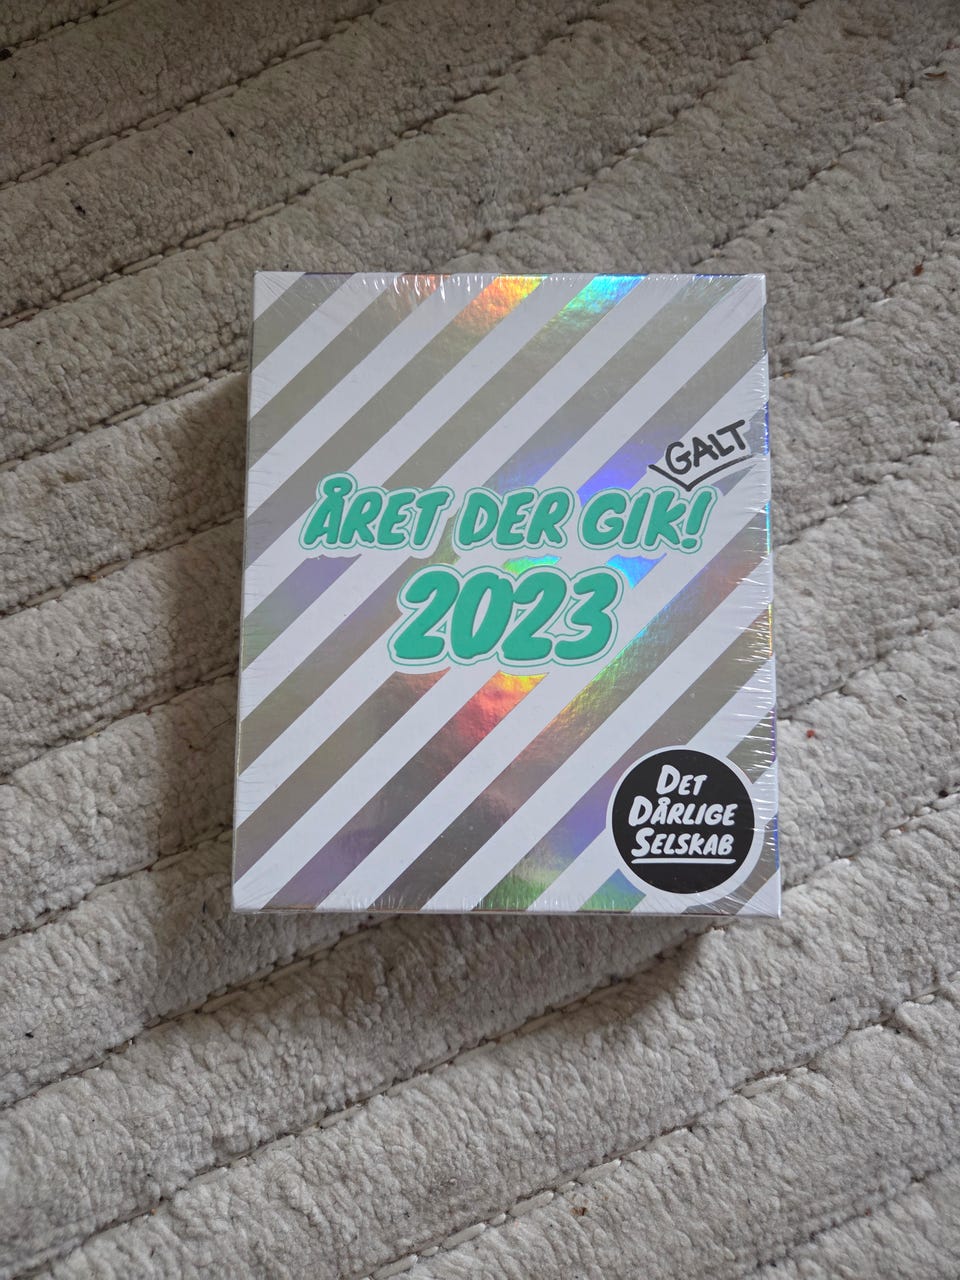 GALT
ÅRET DER GIK!
2023
DET
DÅRLIGE
SELSKAB